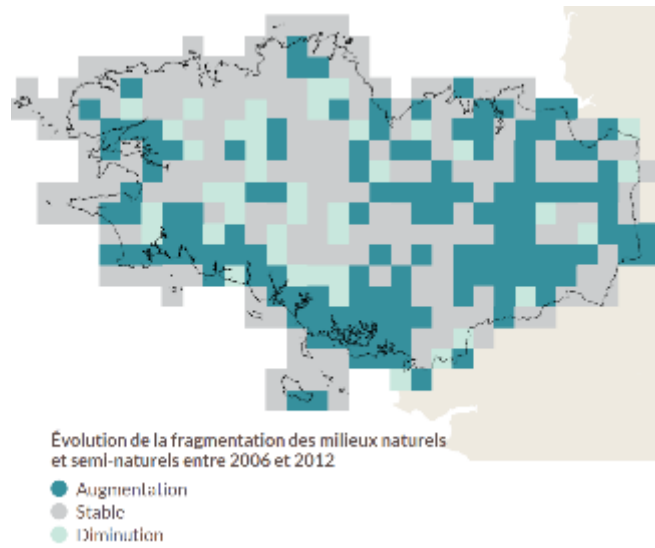 Évolution de la fragmentation des milieux naturels
et semi-naturels entre 2006 et 2012
Augmentation
Stable
Diminution